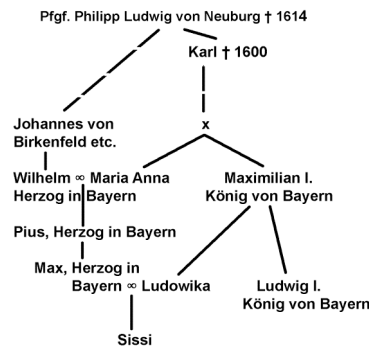 Pfgf. Philipp Ludwig von Neuburg † 1614
Karl † 1600
Johannes von
Birkenfeld etc.
x
Wilhelm ∞ Maria Anna
Herzog in Bayern
Maximilian I.
König von Bayern
Pius, Herzog in Bayern
Max, Herzog in
Bayern ∞ Ludowika
Ludwig I.
König von Bayern
Sissi